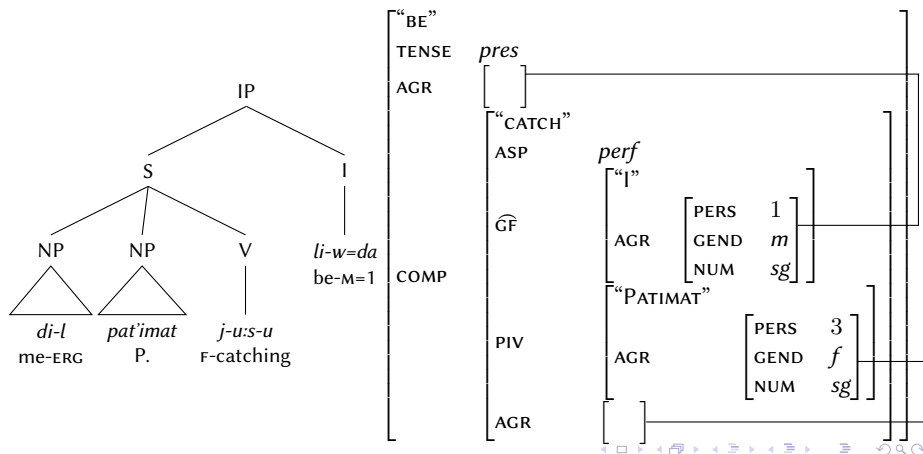 IP
S I
NP NP V li-w=da
be-M=1
di-l pat'imat j-u:s-u
me-ERG P. F-catching
"BE"
TENSE pres
AGR [ ]
COMP
"CATCH"
ASP perf
GF
"I"
AGR
PERS 1
GEND m
NUM sg
PIV
"PATIMAT"
AGR
PERS 3
GEND f
NUM sg
AGR [ ]